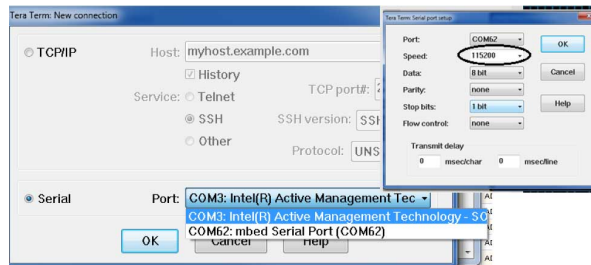 Tera Term: New connection
TCP/IP
Host: myhost.example.com
History
Service: Telnet
TCP port#:
SSH
SSH version:
Other
Protocol:
Serial
Port: COM3: Intel(R) Active Management Tec
COM3: Intel(R) Active Management Technology - SO
COM62: mbed Serial Port (COM62)
OK
Cancel
Help
Tera Term: Serial port setup
Port: COM62
OK
Speed: 115200
Data: 8 bit
Cancel
Parity: none
Stop bits: 1 bit
Help
Flow control: none
Transmit delay
0 msec/char 0 msec/line